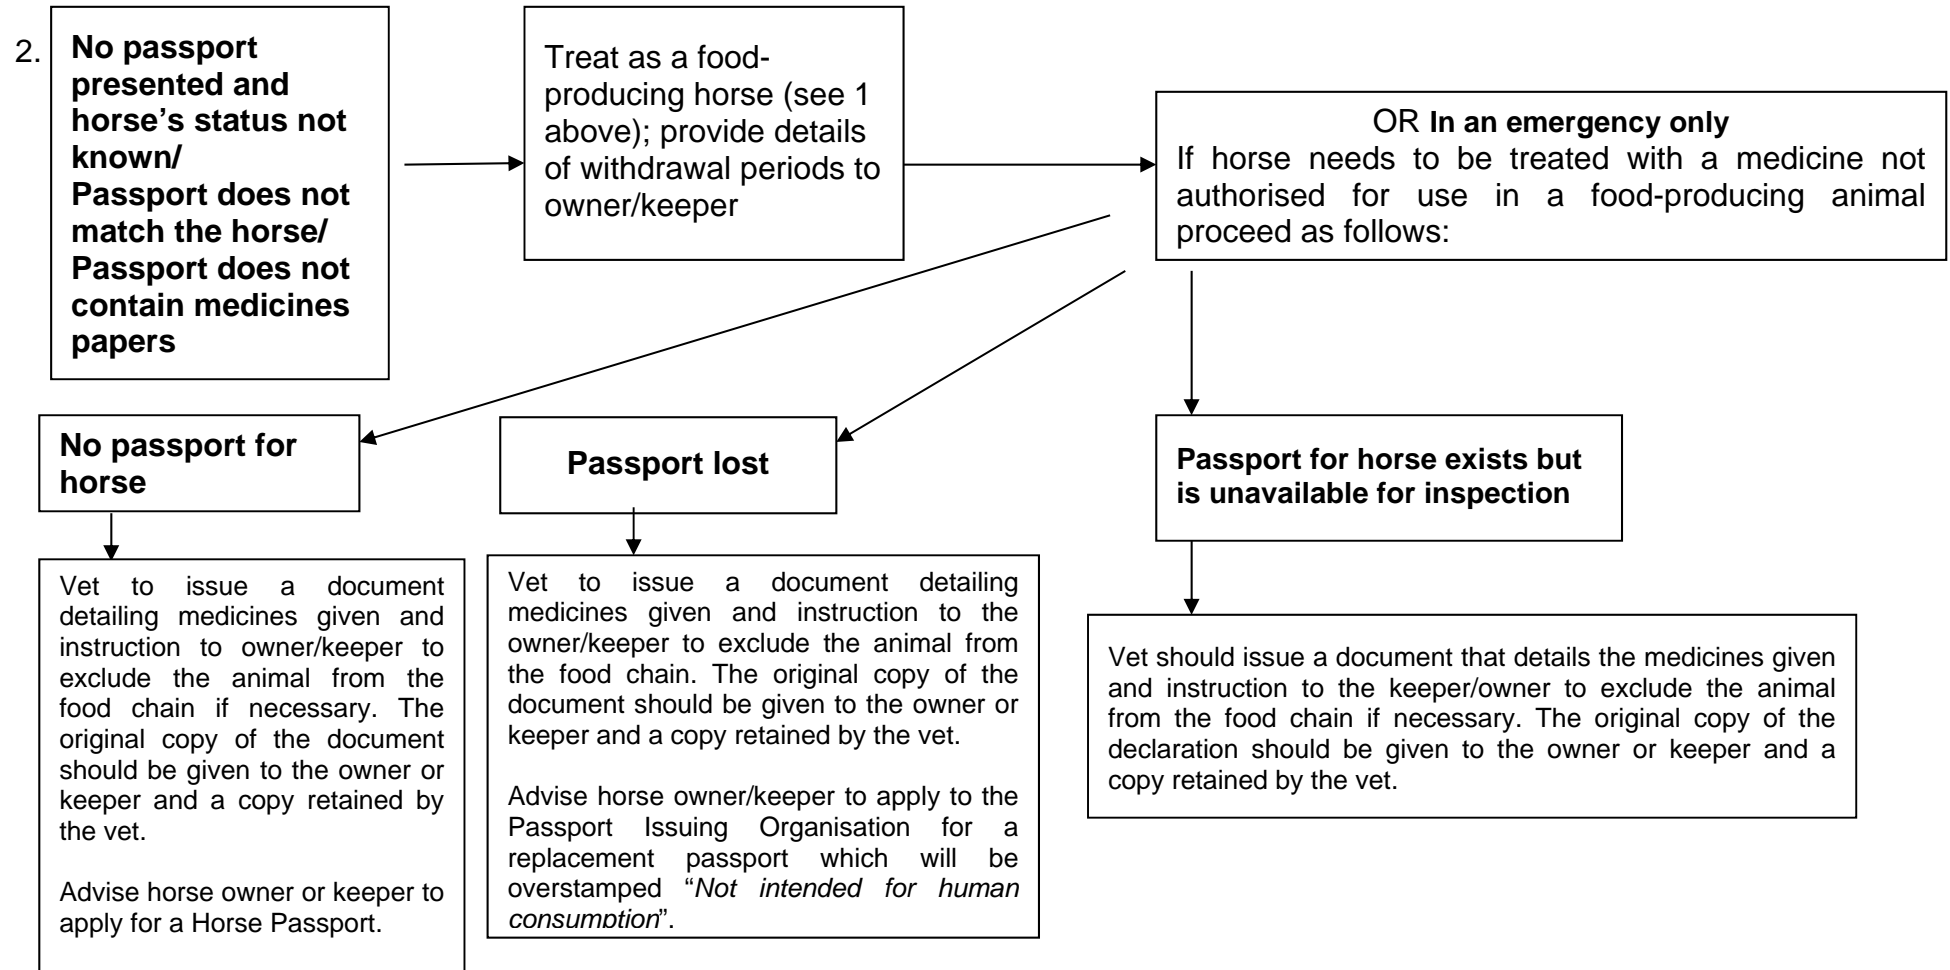 2.
No passport
presented and
horse’s status not
known/
Passport does not
match the horse/
Passport does not
contain medicines
papers
Treat as a food-
producing horse (see 1
above); provide details
of withdrawal periods to
owner/keeper
OR In an emergency only
If horse needs to be treated with a medicine not
authorised for use in a food-producing animal
proceed as follows:
No passport for
horse
Passport lost
Passport for horse exists but
is unavailable for inspection
Vet to issue a document
detailing medicines given and
instruction to owner/keeper to
exclude the animal from the
food chain if necessary. The
original copy of the document
should be given to the owner or
keeper and a copy retained by
the vet.
Advise horse owner or keeper to
apply for a Horse Passport.
Vet to issue a document detailing
medicines given and instruction to the
owner/keeper to exclude the animal from
the food chain. The original copy of the
document should be given to the owner or
keeper and a copy retained by the vet.
Advise horse owner/keeper to apply to the
Passport Issuing Organisation for a
replacement passport which will be
overstamped “Not intended for human
consumption”.
Vet should issue a document that details the medicines given
and instruction to the keeper/owner to exclude the animal
from the food chain if necessary. The original copy of the
declaration should be given to the owner or keeper and a
copy retained by the vet.